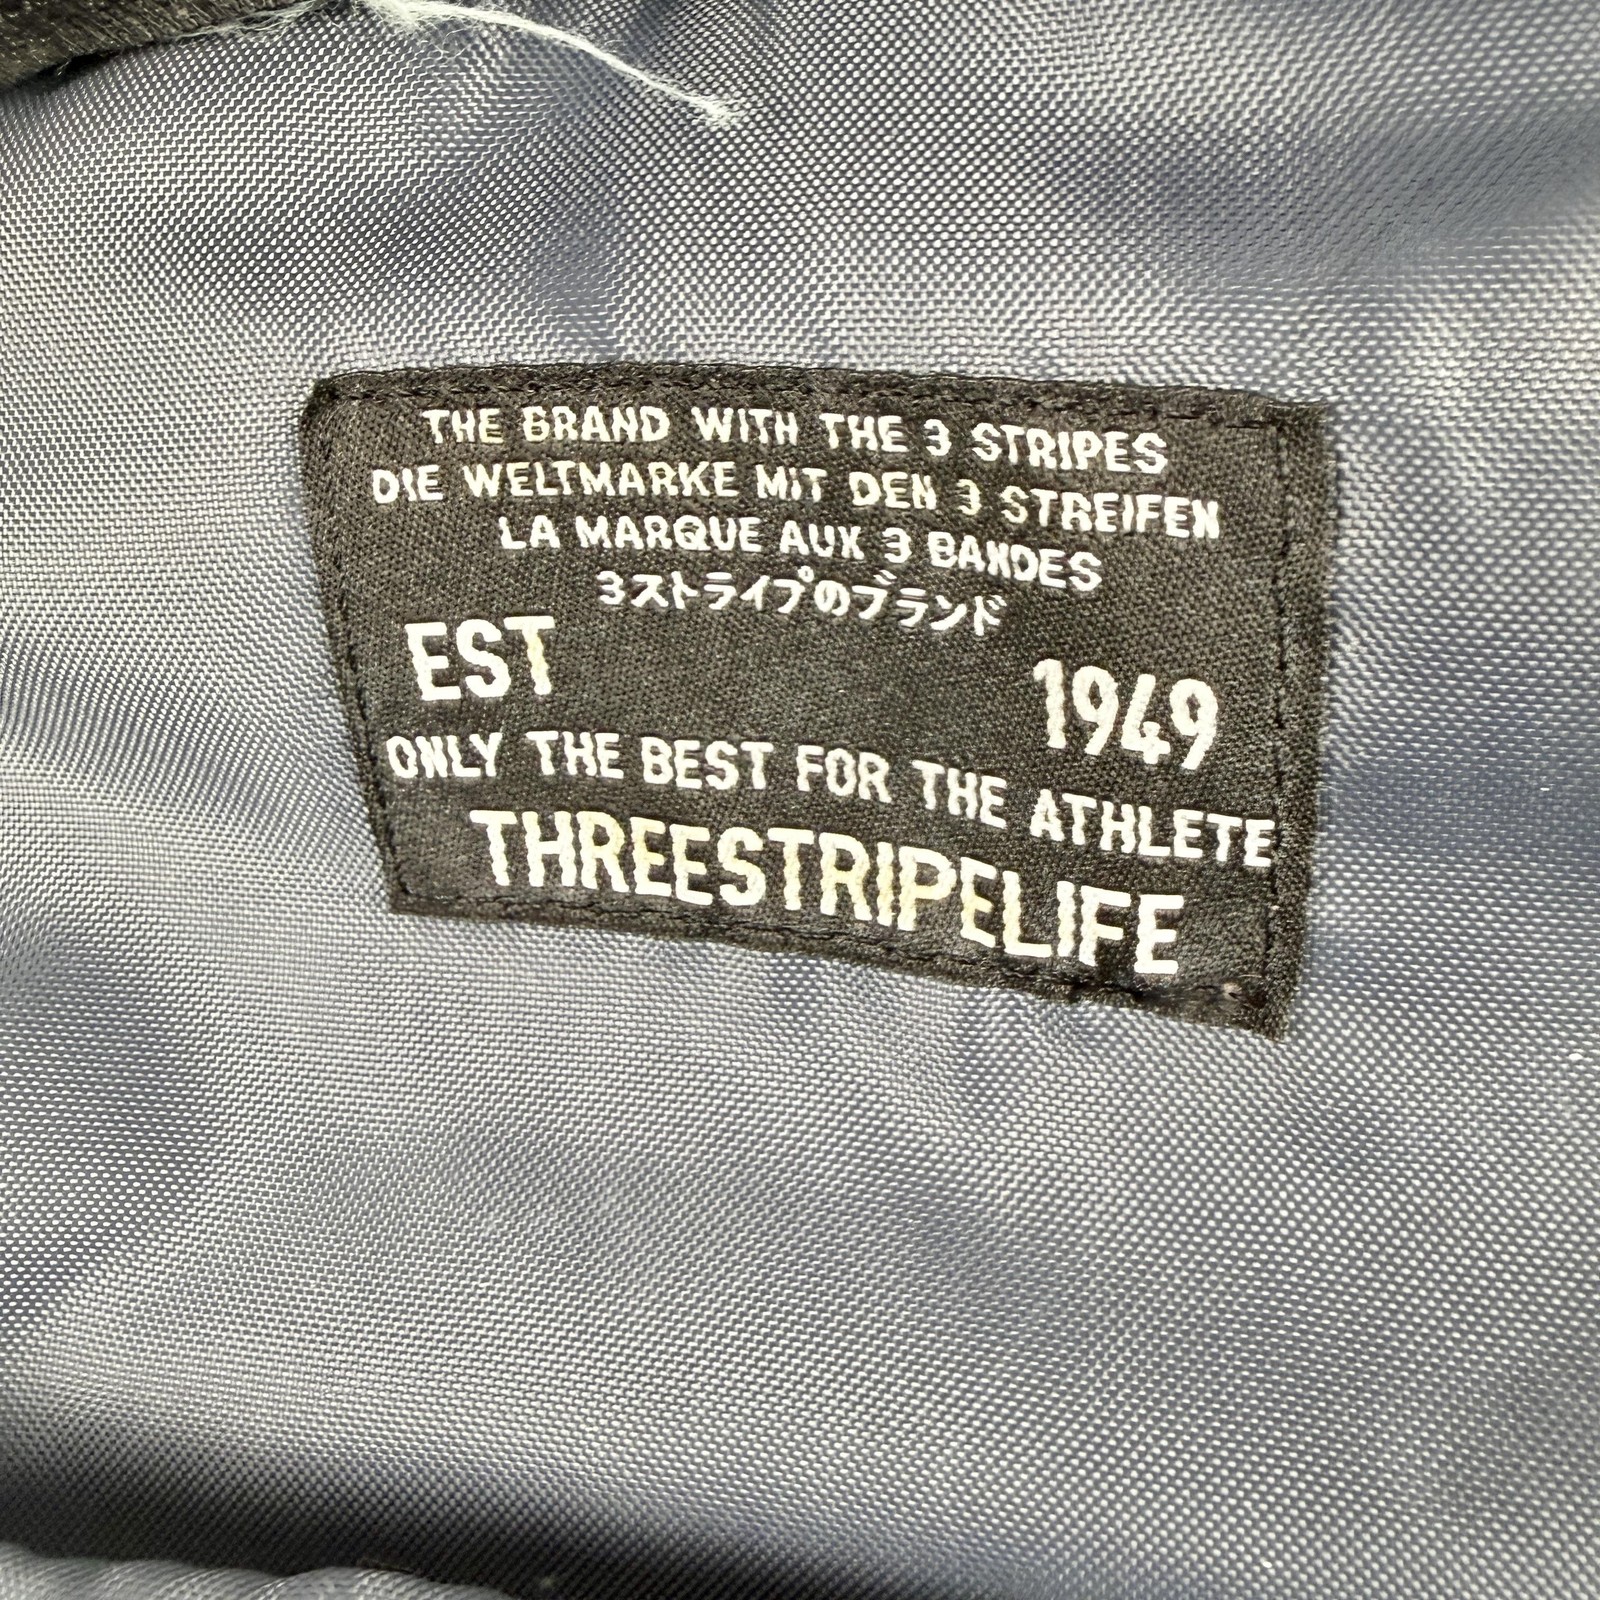 THE BRAND WITH THE 3 STRIPES
DIE WELTMARKE MIT DEN 3 STREIFEN
LA MARQUE AUX 3 BANDES
3ストライプのブランド
EST 1949
ONLY THE BEST FOR THE ATHLETE
THREESTRIPELIFE